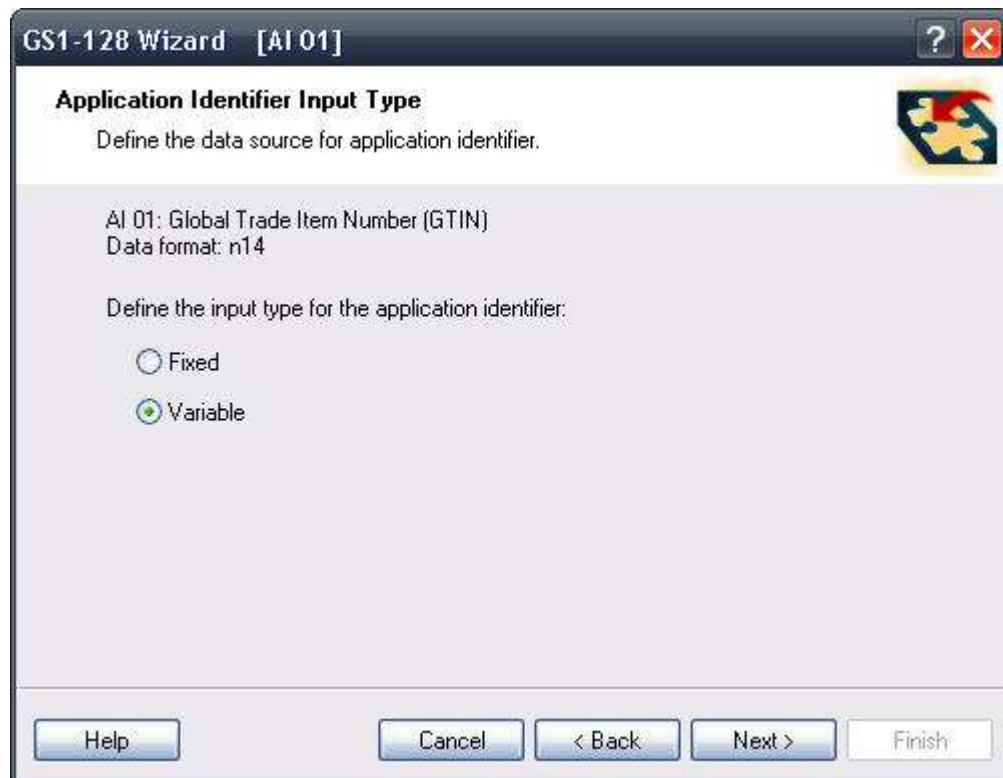 GS1-128 Wizard [AI 01]
?
Application Identifier Input Type
Define the data source for application identifier.
AI 01: Global Trade Item Number (GTIN)
Data format: n14
Define the input type for the application identifier:
Fixed
Variable
Help Cancel < Back Next > Finish